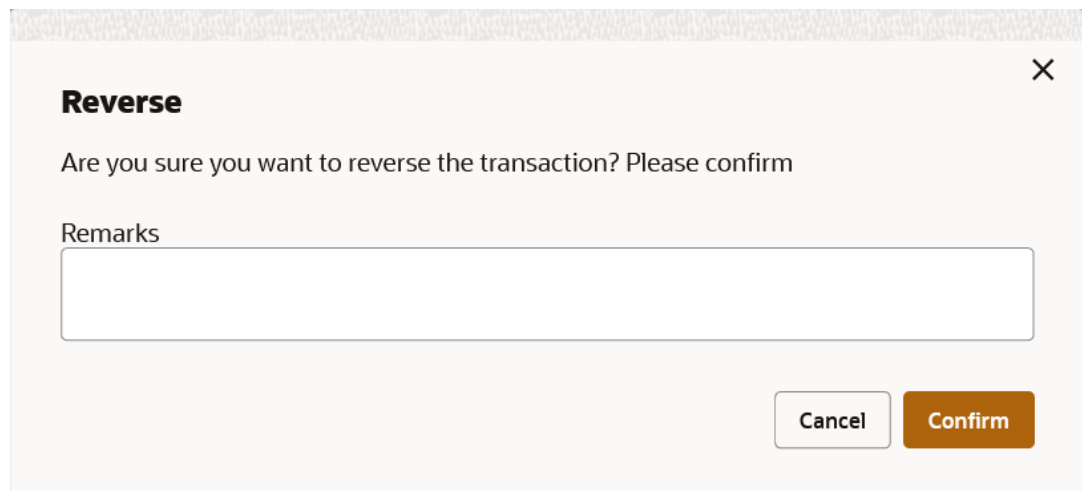 Reverse
Are you sure you want to reverse the transaction? Please confirm
Remarks
Cancel Confirm